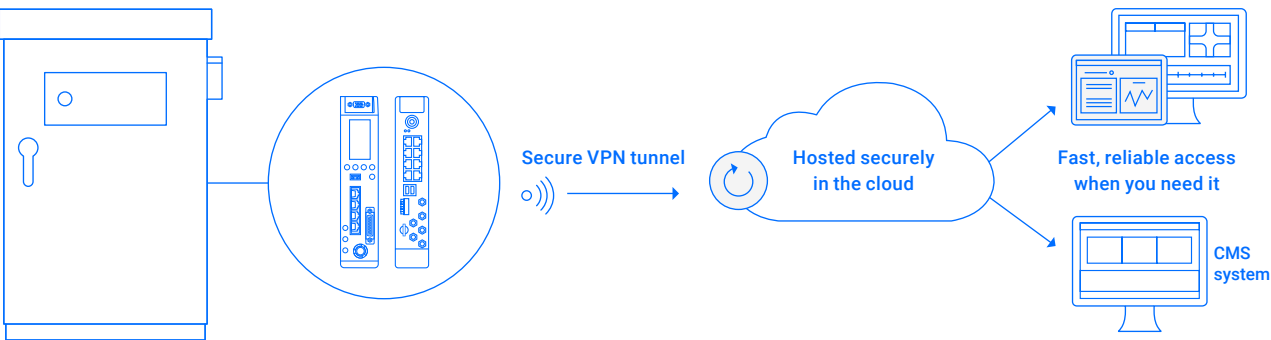 Secure VPN tunnel
Hosted securely
in the cloud
Fast, reliable access
when you need it
CMS
system